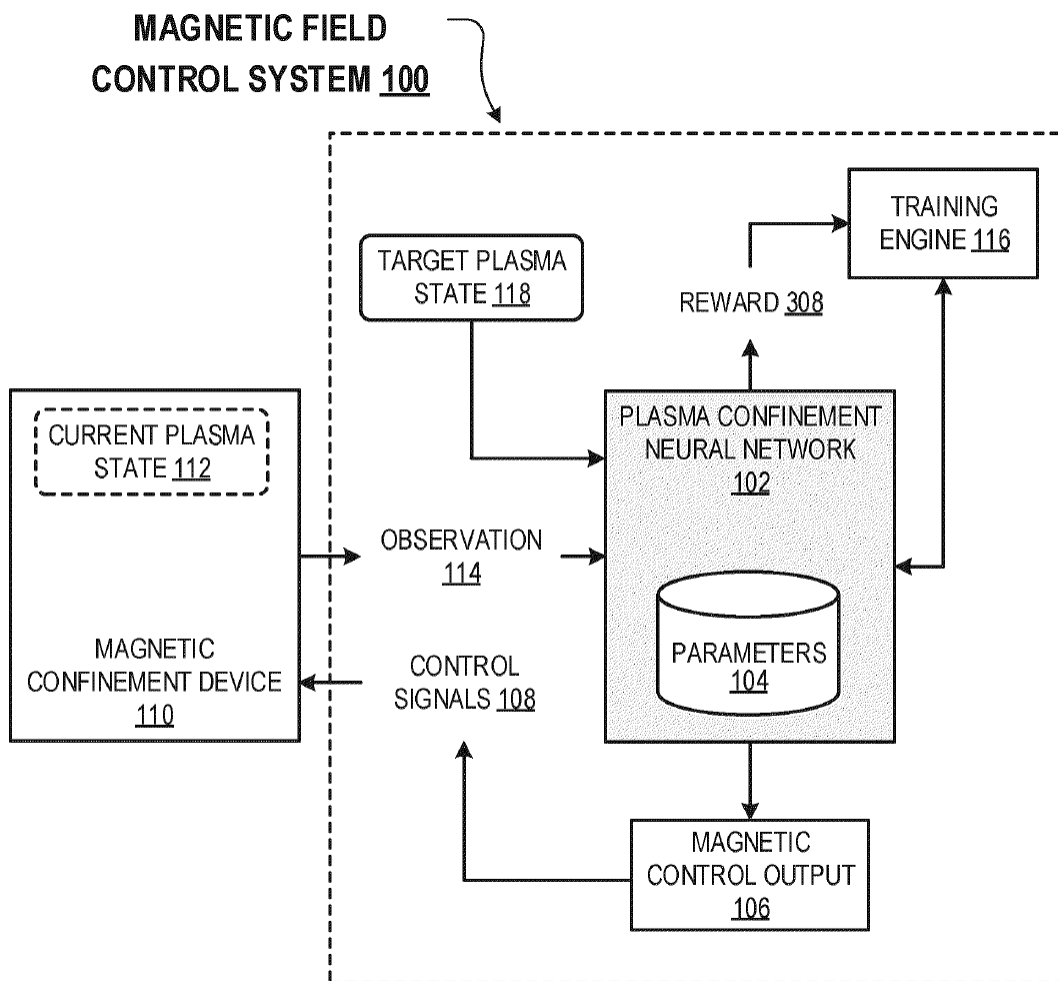 MAGNETIC FIELD
CONTROL SYSTEM 100
TRAINING
ENGINE 116
TARGET PLASMA
STATE 118
REWARD 308
CURRENT PLASMA
STATE 112
PLASMA CONFINEMENT
NEURAL NETWORK
102
OBSERVATION
114
MAGNETIC
CONFINEMENT DEVICE
110
CONTROL
SIGNALS 108
PARAMETERS
104
MAGNETIC
CONTROL OUTPUT
106